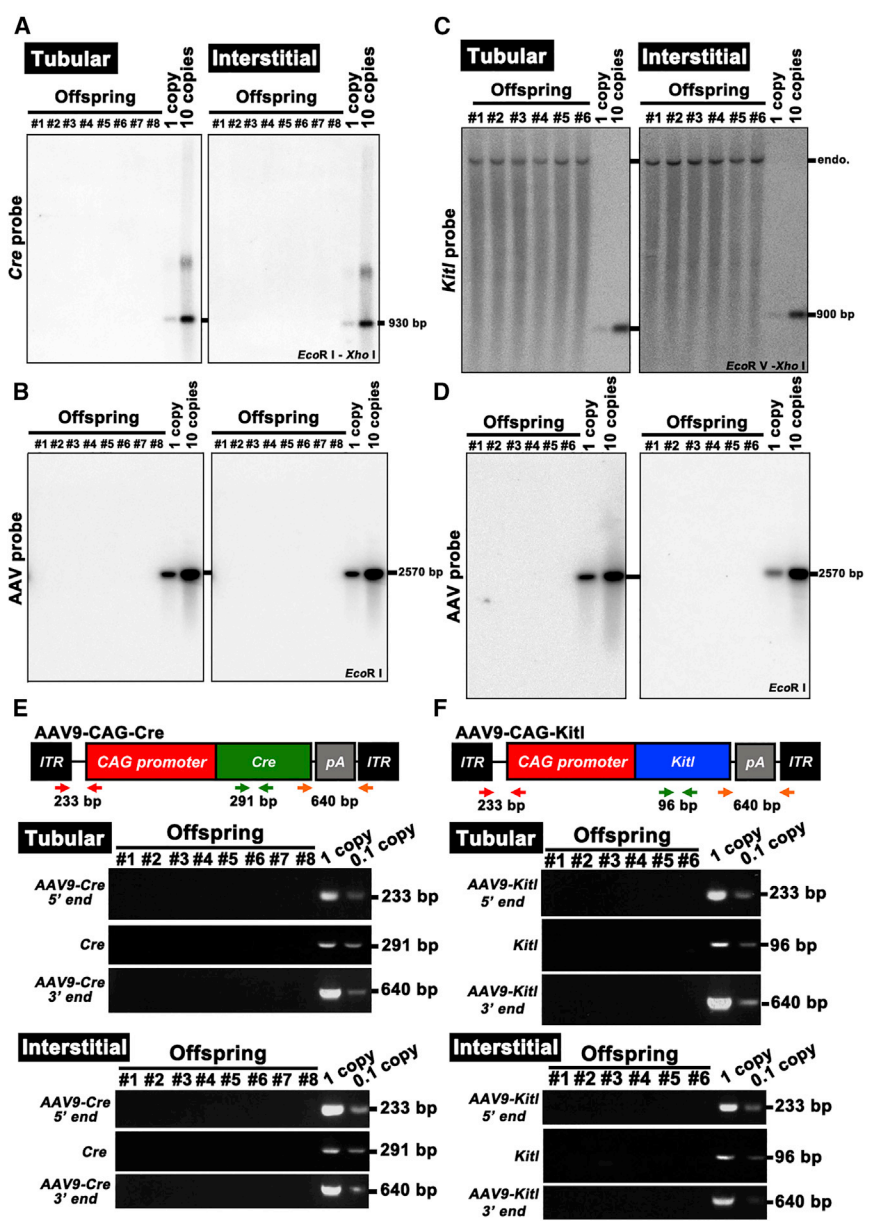 A
Tubular
Interstitial
Offspring
Offspring
1 copy
10 copies
1 copy
10 copies
#1 #2 #3 #4 #5 #6 #7 #8
#1 #2 #3 #4 #5 #6 #7 #8
Cre probe
930 bp
EcoR I - Xho I
B
Offspring
Offspring
1 copy
10 copies
1 copy
10 copies
#1 #2 #3 #4 #5 #6 #7 #8
#1 #2 #3 #4 #5 #6 #7 #8
AAV probe
2570 bp
EcoR I
C
Tubular
Interstitial
Offspring
Offspring
1 copy
10 copies
1 copy
10 copies
#1 #2 #3 #4 #5 #6
#1 #2 #3 #4 #5 #6
Kitl probe
endo.
900 bp
EcoR V -Xho I
D
Offspring
Offspring
1 copy
10 copies
1 copy
10 copies
#1 #2 #3 #4 #5 #6
#1 #2 #3 #4 #5 #6
AAV probe
2570 bp
EcoR I
E
AAV9-CAG-Cre
ITR CAG promoter Cre pA ITR
233 bp 291 bp 640 bp
Tubular
Offspring
#1 #2 #3 #4 #5 #6 #7 #8 1 copy 0.1 copy
AAV9-Cre
5' end
233 bp
Cre
291 bp
AAV9-Cre
3' end
640 bp
Interstitial
Offspring
#1 #2 #3 #4 #5 #6 #7 #8 1 copy 0.1 copy
AAV9-Cre
5' end
233 bp
Cre
291 bp
AAV9-Cre
3' end
640 bp
F
AAV9-CAG-Kitl
ITR CAG promoter Kitl pA ITR
233 bp 96 bp 640 bp
Tubular
Offspring
#1 #2 #3 #4 #5 #6 1 copy 0.1 copy
AAV9-Kitl
5' end
233 bp
Kitl
96 bp
AAV9-Kitl
3' end
640 bp
Interstitial
Offspring
#1 #2 #3 #4 #5 #6 1 copy 0.1 copy
AAV9-Kitl
5' end
233 bp
Kitl
96 bp
AAV9-Kitl
3' end
640 bp